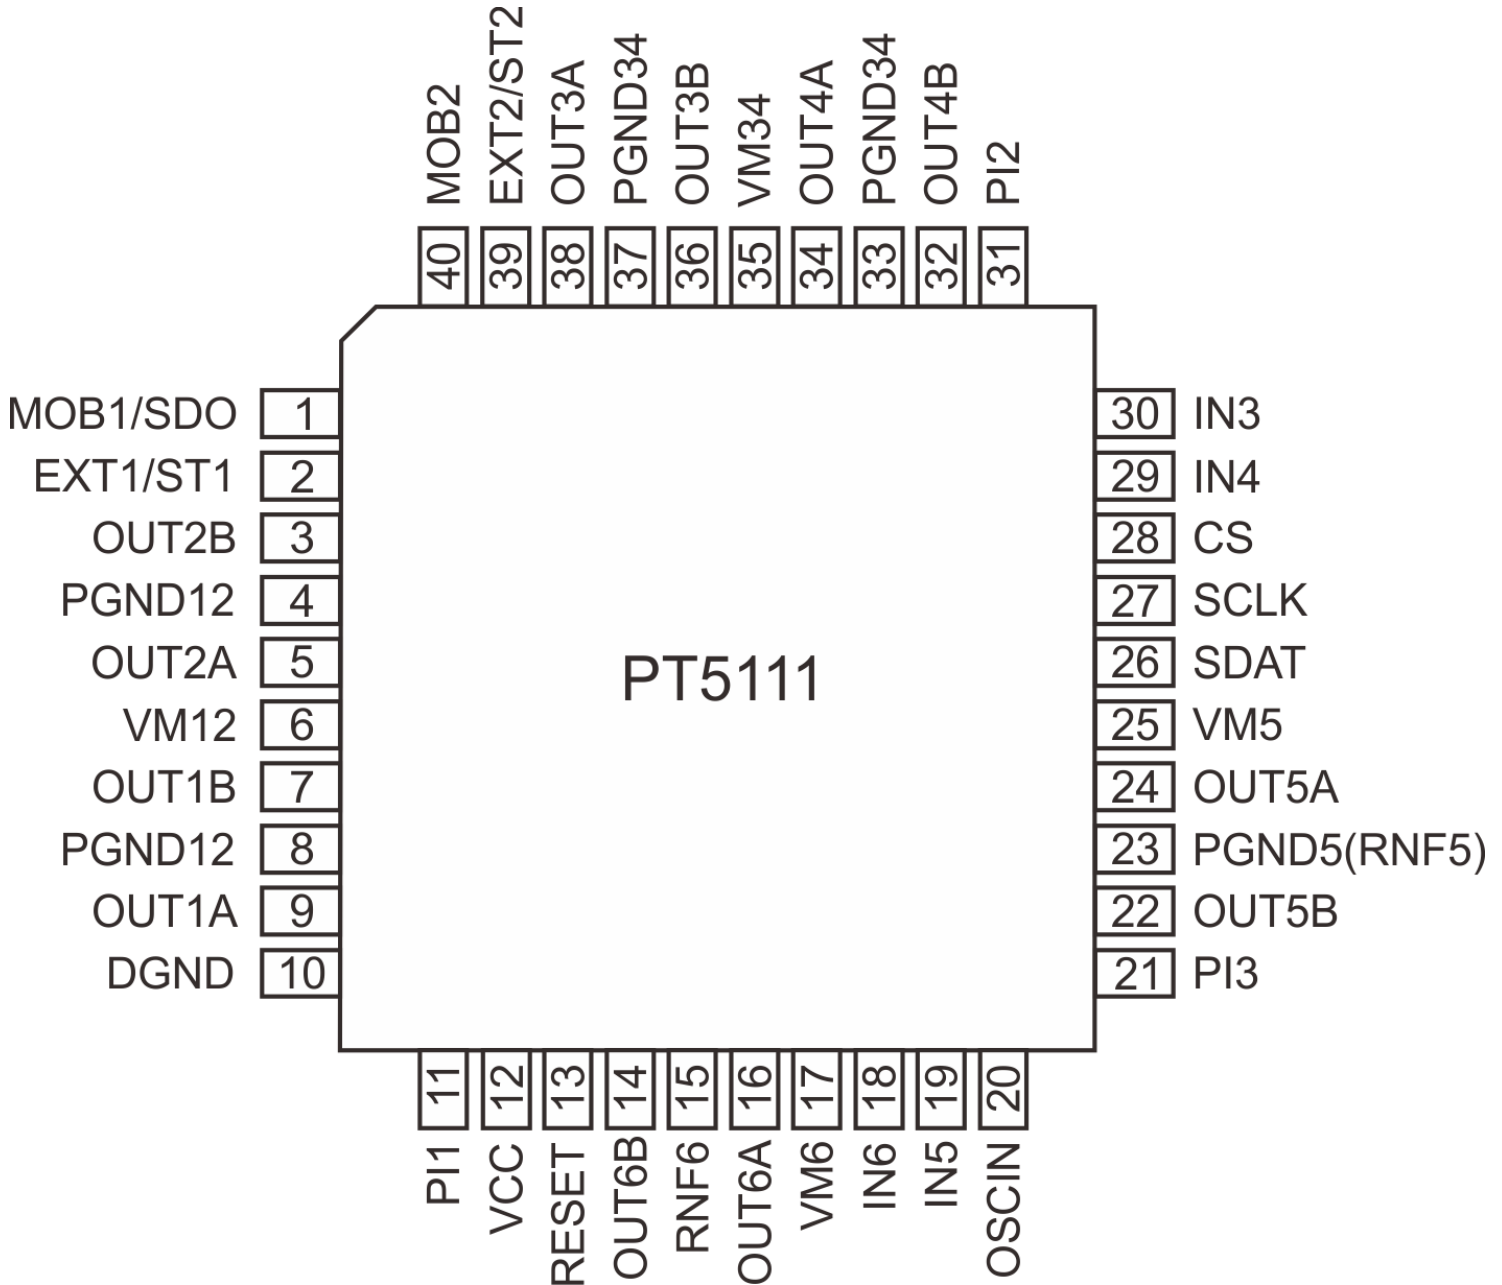 MOB2
EXT2/ST2
OUT3A
PGND34
OUT3B
VM34
OUT4A
PGND34
OUT4B
PI2
40
39
38
37
36
35
34
33
32
31
MOB1/SDO 1
EXT1/ST1 2
OUT2B 3
PGND12 4
OUT2A 5
VM12 6
OUT1B 7
PGND12 8
OUT1A 9
DGND 10
PT5111
30 IN3
29 IN4
28 CS
27 SCLK
26 SDAT
25 VM5
24 OUT5A
23 PGND5(RNF5)
22 OUT5B
21 PI3
11
12
13
14
15
16
17
18
19
20
PI1
VCC
RESET
OUT6B
RNF6
OUT6A
VM6
IN6
IN5
OSCIN